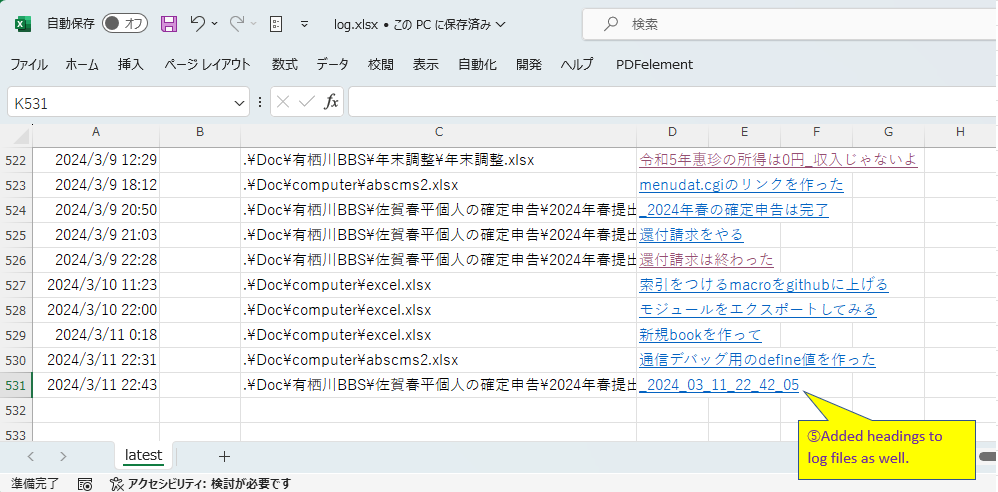 自動保存 オフ log.xlsx • この PC に保存済み 検索
ファイル ホーム 挿入 ページ レイアウト 数式 データ 校閲 表示 自動化 開発 ヘルプ PDFelement
K531 fx
A B C D E F G H
522 2024/3/9 12:29 .¥Doc¥有栖川BBS¥年末調整¥年末調整.xlsx 令和5年恵珍の所得は0円_収入じゃないよ
523 2024/3/9 18:12 .¥Doc¥computer¥abscms2.xlsx menudat.cgiのリンクを作った
524 2024/3/9 20:50 .¥Doc¥有栖川BBS¥佐賀春平個人の確定申告¥2024年春提出 _2024年春の確定申告は完了
525 2024/3/9 21:03 .¥Doc¥有栖川BBS¥佐賀春平個人の確定申告¥2024年春提出 還付請求をやる
526 2024/3/9 22:28 .¥Doc¥有栖川BBS¥佐賀春平個人の確定申告¥2024年春提出 還付請求は終わった
527 2024/3/10 11:23 .¥Doc¥computer¥excel.xlsx 索引をつけるmacroをgithubに上げる
528 2024/3/10 22:00 .¥Doc¥computer¥excel.xlsx モジュールをエクスポートしてみる
529 2024/3/11 0:18 .¥Doc¥computer¥excel.xlsx 新規bookを作って
530 2024/3/11 22:31 .¥Doc¥computer¥abscms2.xlsx 通信デバッグ用のdefine値を作った
531 2024/3/11 22:43 .¥Doc¥有栖川BBS¥佐賀春平個人の確定申告¥2024年春提出 _2024_03_11_22_42_05
532
533
⑤Added headings to
log files as well.
latest
準備完了 アクセシビリティ: 検討が必要です